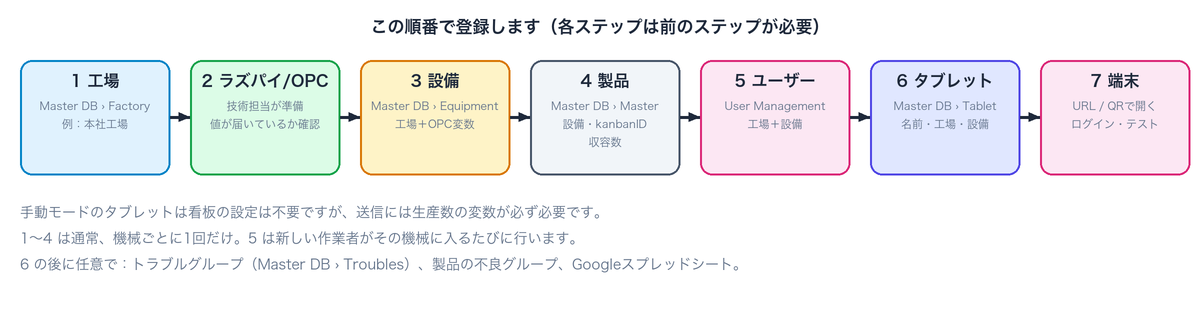 この順番で登録します（各ステップは前のステップが必要）
1 工場
Master DB › Factory
例：本社工場
2 ラズパイ/OPC
技術担当が準備
値が届いているか確認
3 設備
Master DB › Equipment
工場＋OPC変数
4 製品
Master DB › Master
設備・kanbanID
収容数
5 ユーザー
User Management
工場＋設備
6 タブレット
Master DB › Tablet
名前・工場・設備
7 端末
URL / QRで開く
ログイン・テスト
手動モードのタブレットは看板の設定は不要ですが、送信には生産数の変数が必ず必要です。
1〜4 は通常、機械ごとに1回だけ。5 は新しい作業者がその機械に入るたびに行います。
6 の後に任意で：トラブルグループ（Master DB › Troubles）、製品の不良グループ、Googleスプレッドシート。